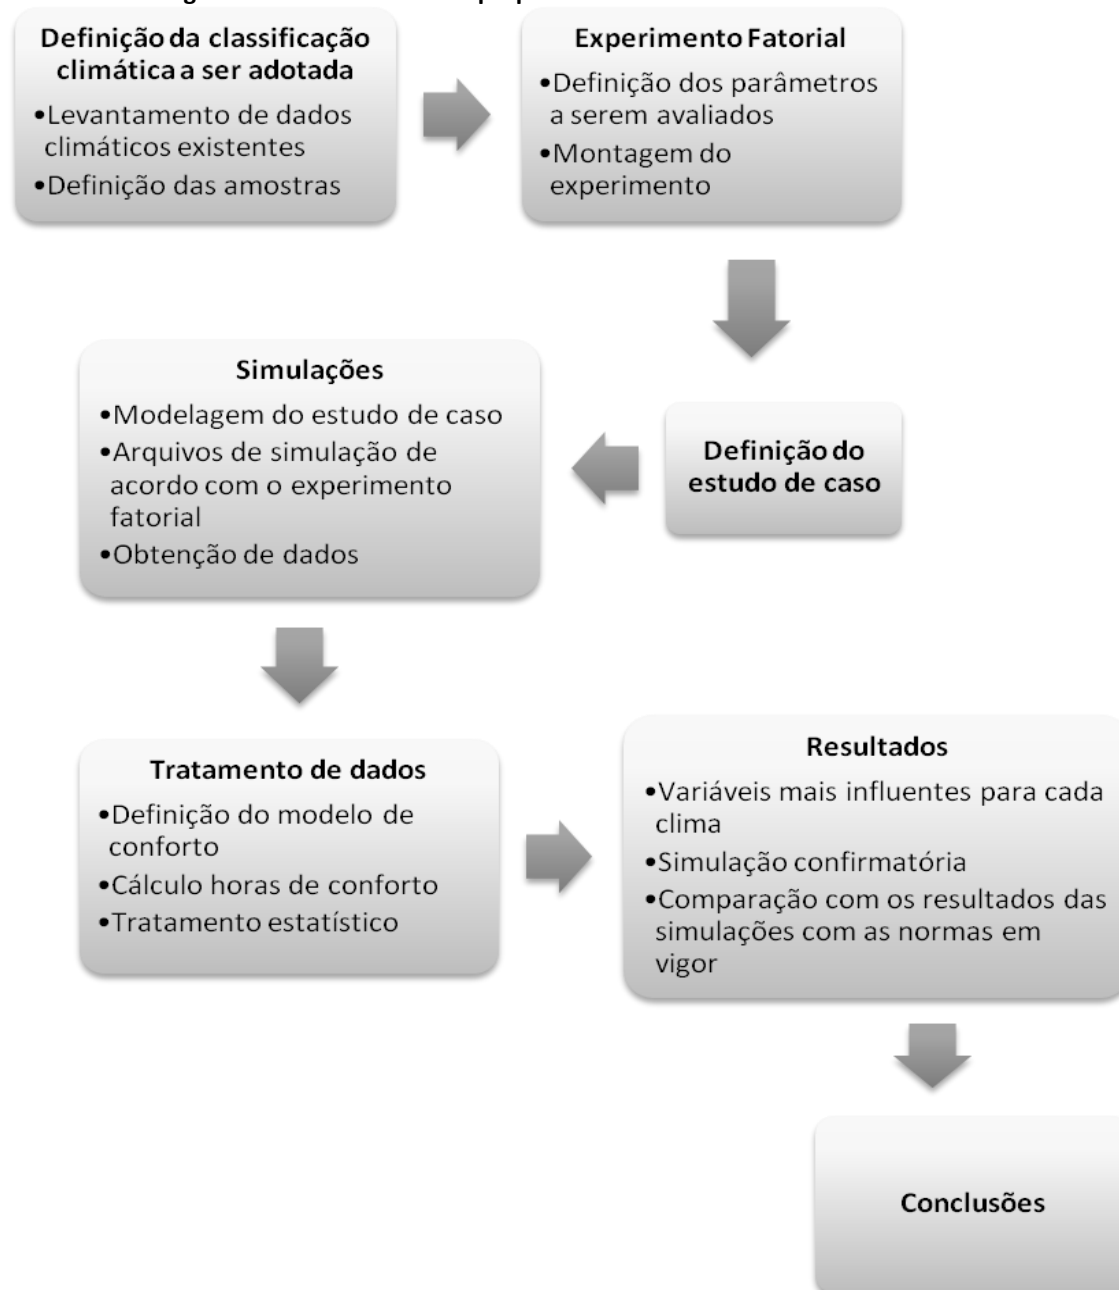 Definição da classificação
climática a ser adotada
•Levantamento de dados
climáticos existentes
•Definição das amostras
Experimento Fatorial
•Definição dos parâmetros
a serem avaliados
•Montagem do
experimento
Definição do
estudo de caso
Simulações
•Modelagem do estudo de caso
•Arquivos de simulação de
acordo com o experimento
fatorial
•Obtenção de dados
Tratamento de dados
•Definição do modelo de
conforto
•Cálculo horas de conforto
•Tratamento estatístico
Resultados
•Variáveis mais influentes para cada
clima
•Simulação confirmatória
•Comparação com os resultados das
simulações com as normas em
vigor
Conclusões